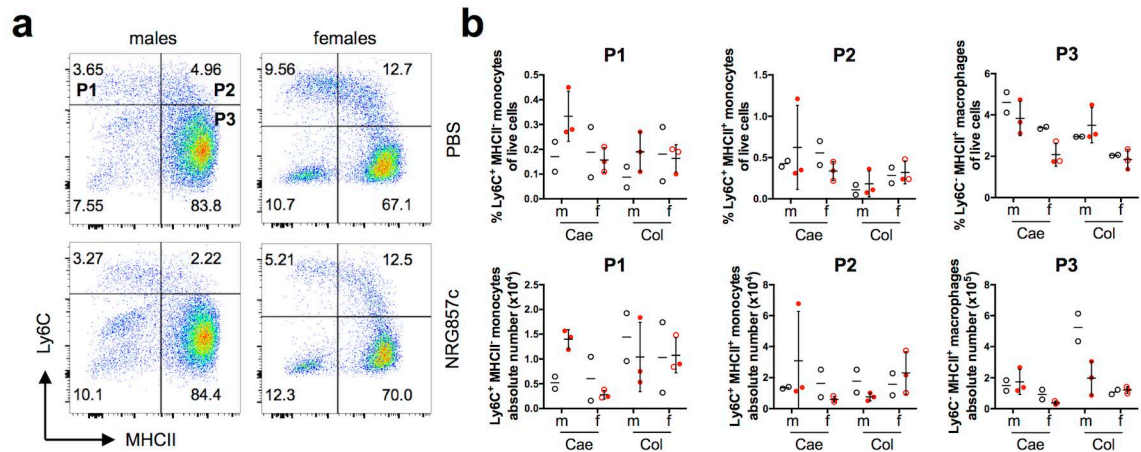 a
males
females
3.65
P1
4.96
P2
P3
7.55
83.8
9.56
12.7
10.7
67.1
PBS
3.27
2.22
10.1
84.4
5.21
12.5
12.3
70.0
NRG857c
Ly6C
MHCII
b
P1
% Ly6C⁺ MHCII⁻ monocytes
of live cells
0.5
0.4
0.3
0.2
0.1
0.0
m
f
m
f
Cae
Col
P2
% Ly6C⁺ MHCII⁺ monocytes
of live cells
1.5
1.0
0.5
0.0
m
f
m
f
Cae
Col
P3
% Ly6C⁻ MHCII⁺ macrophages
of live cells
6
4
2
0
m
f
m
f
Cae
Col
P1
Ly6C⁺ MHCII⁻ monocytes
absolute number (x10⁴)
2.5
2.0
1.5
1.0
0.5
0.0
m
f
m
f
Cae
Col
P2
Ly6C⁺ MHCII⁺ monocytes
absolute number (x10⁴)
8
6
4
2
0
m
f
m
f
Cae
Col
P3
Ly6C⁻ MHCII⁺ macrophages
absolute number (x10⁵)
8
6
4
2
0
m
f
m
f
Cae
Col